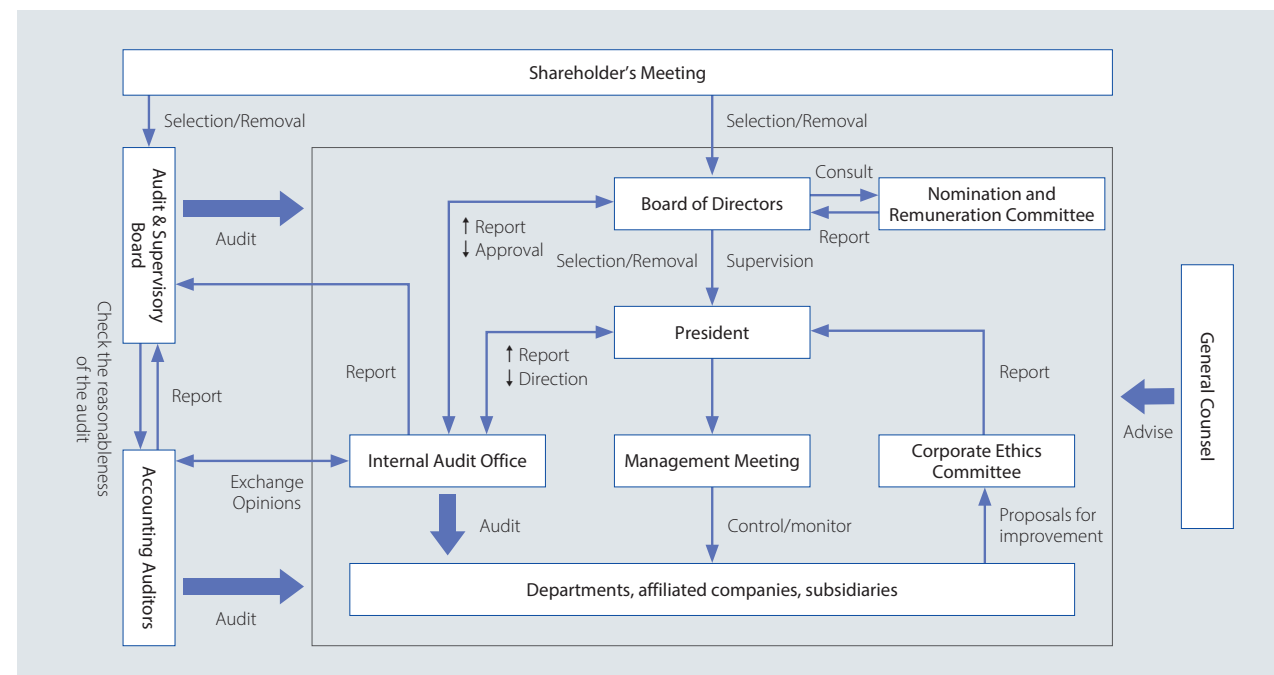 Shareholder's Meeting
Selection/Removal
Selection/Removal
Audit & Supervisory
Board
Audit
Board of Directors
Consult
Nomination and
Remuneration Committee
Report
↑ Report
↓ Approval
Selection/Removal
Supervision
President
↑ Report
↓ Direction
Report
Report
Report
Check the reasonableness
of the audit
General Counsel
Advise
Internal Audit Office
Management Meeting
Corporate Ethics
Committee
Exchange
Opinions
Accounting Auditors
Audit
Control/monitor
Proposals for
improvement
Departments, affiliated companies, subsidiaries
Audit